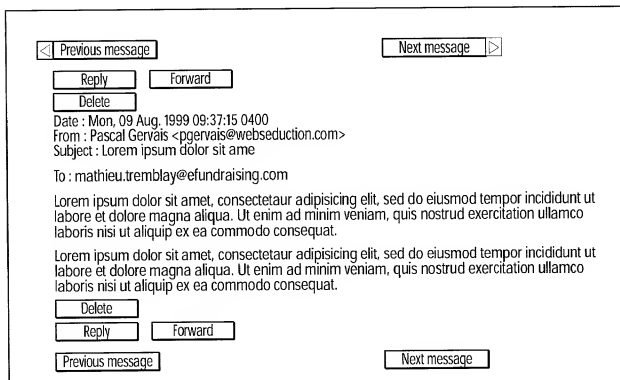 Previous message Next message
Reply Forward
Delete
Date : Mon, 09 Aug. 1999 09:37:15 0400
From : Pascal Gervais <pgervais@webseduction.com>
Subject : Lorem ipsum dolor sit ame
To : mathieu.tremblay@efundraising.com
Lorem ipsum dolor sit amet, consectetaur adipisicing elit, sed do eiusmod tempor incididunt ut
labore et dolore magna aliqua. Ut enim ad minim veniam, quis nostrud exercitation ullamco
laboris nisi ut aliquip ex ea commodo consequat.
Lorem ipsum dolor sit amet, consectetaur adipisicing elit, sed do eiusmod tempor incididunt ut
labore et dolore magna aliqua. Ut enim ad minim veniam, quis nostrud exercitation ullamco
laboris nisi ut aliquip ex ea commodo consequat.
Delete
Reply Forward
Previous message Next message